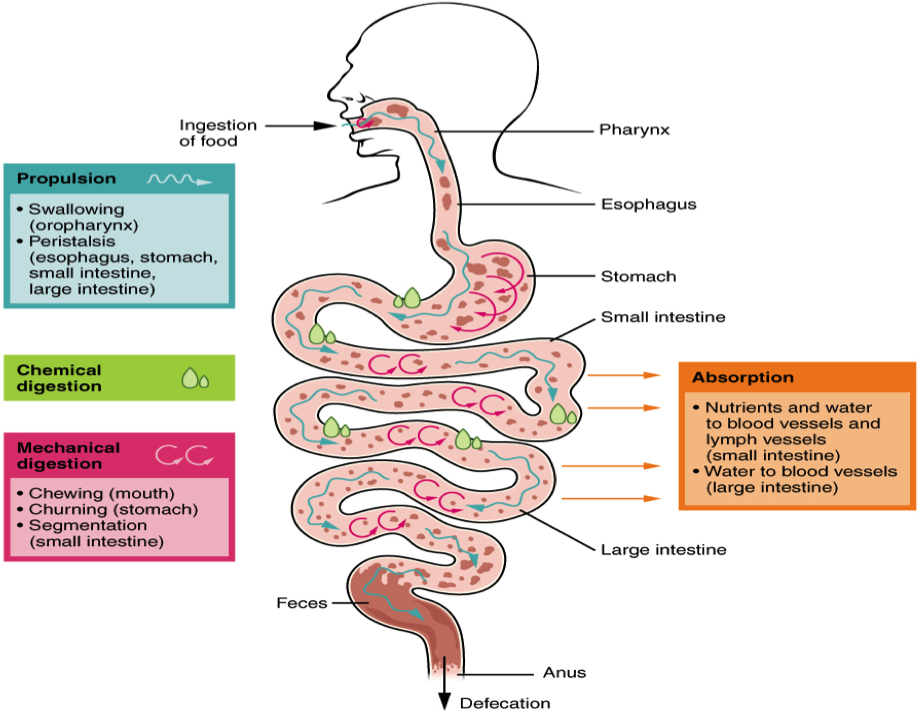 Ingestion
of food
Pharynx
Propulsion
• Swallowing
(oropharynx)
• Peristalsis
(esophagus, stomach,
small intestine,
large intestine)
Esophagus
Stomach
Small intestine
Chemical
digestion
Absorption
• Nutrients and water
to blood vessels and
lymph vessels
(small intestine)
• Water to blood vessels
(large intestine)
Mechanical
digestion
• Chewing (mouth)
• Churning (stomach)
• Segmentation
(small intestine)
Large intestine
Feces
Anus
Defecation